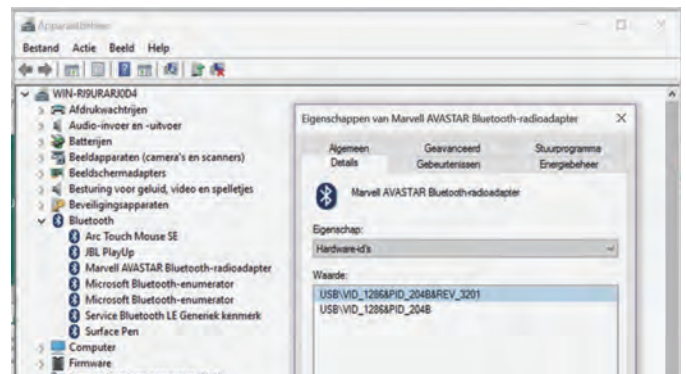 Apparaatbeheer
Bestand Actie Beeld Help
WIN-RI9URARJ0D4
Afdrukwachtrijen
Audio-invoer en -uitvoer
Batterijen
Beeldapparaten (camera's en scanners)
Beeldschermadapters
Besturing voor geluid, video en spelletjes
Beveiligingsapparaten
Bluetooth
Arc Touch Mouse SE
JBL PlayUp
Marvell AVASTAR Bluetooth-radioadapter
Microsoft Bluetooth-enumerator
Microsoft Bluetooth-enumerator
Service Bluetooth LE Generiek kenmerk
Surface Pen
Computer
Firmware
Eigenschappen van Marvell AVASTAR Bluetooth-radioadapter
Algemeen Geavanceerd Stuurprogramma
Details Gebeurtenissen Energiebeheer
Marvell AVASTAR Bluetooth-radioadapter
Eigenschap:
Hardware-id's
Waarde:
USB\VID_1286&PID_204B&REV_3201
USB\VID_1286&PID_204B